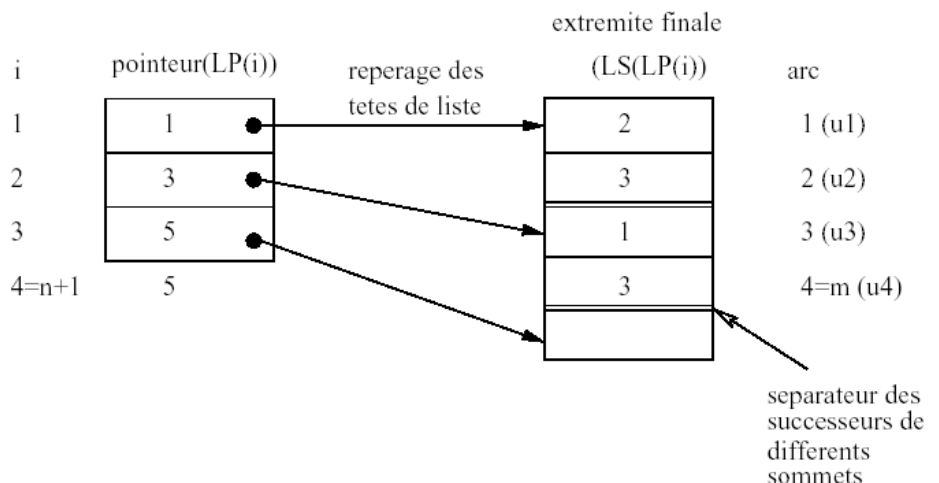 extremite finale
i pointeur(LP(i)) reperage des (LS(LP(i)) arc
tetes de liste
1 1 2 1 (u1)
2 3 3 2 (u2)
3 5 1 3 (u3)
4=n+1 5 3 4=m (u4)
separateur des
successeurs de
differents
sommets